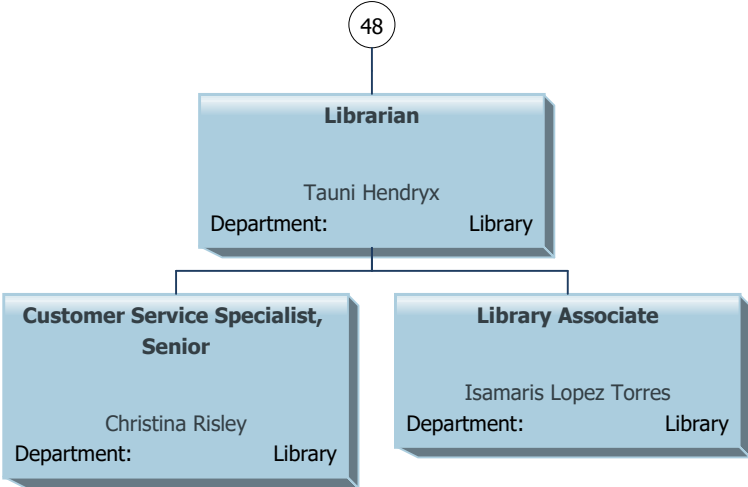 48
Librarian
Tauni Hendryx
Department: Library
Customer Service Specialist,
Senior
Christina Risley
Department: Library
Library Associate
Isamaris Lopez Torres
Department: Library